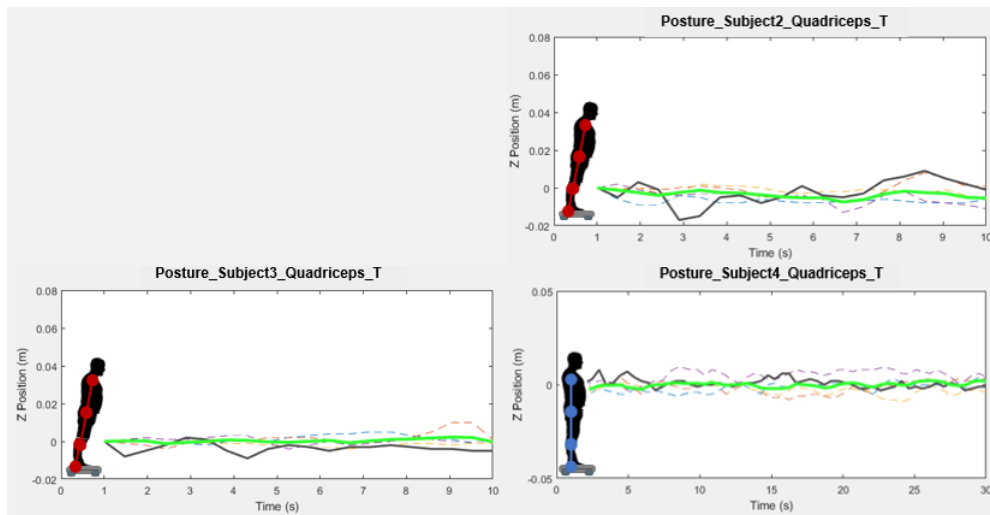 Posture_Subject2_Quadriceps_T
0.08
0.06
0.04
0.02
0
-0.02
Z Position (m)
0 1 2 3 4 5 6 7 8 9 10
Time (s)
Posture_Subject3_Quadriceps_T
0.08
0.06
0.04
0.02
0
-0.02
Z Position (m)
0 1 2 3 4 5 6 7 8 9 10
Time (s)
Posture_Subject4_Quadriceps_T
0.05
0
-0.05
Z Position (m)
0 5 10 15 20 25 30
Time (s)